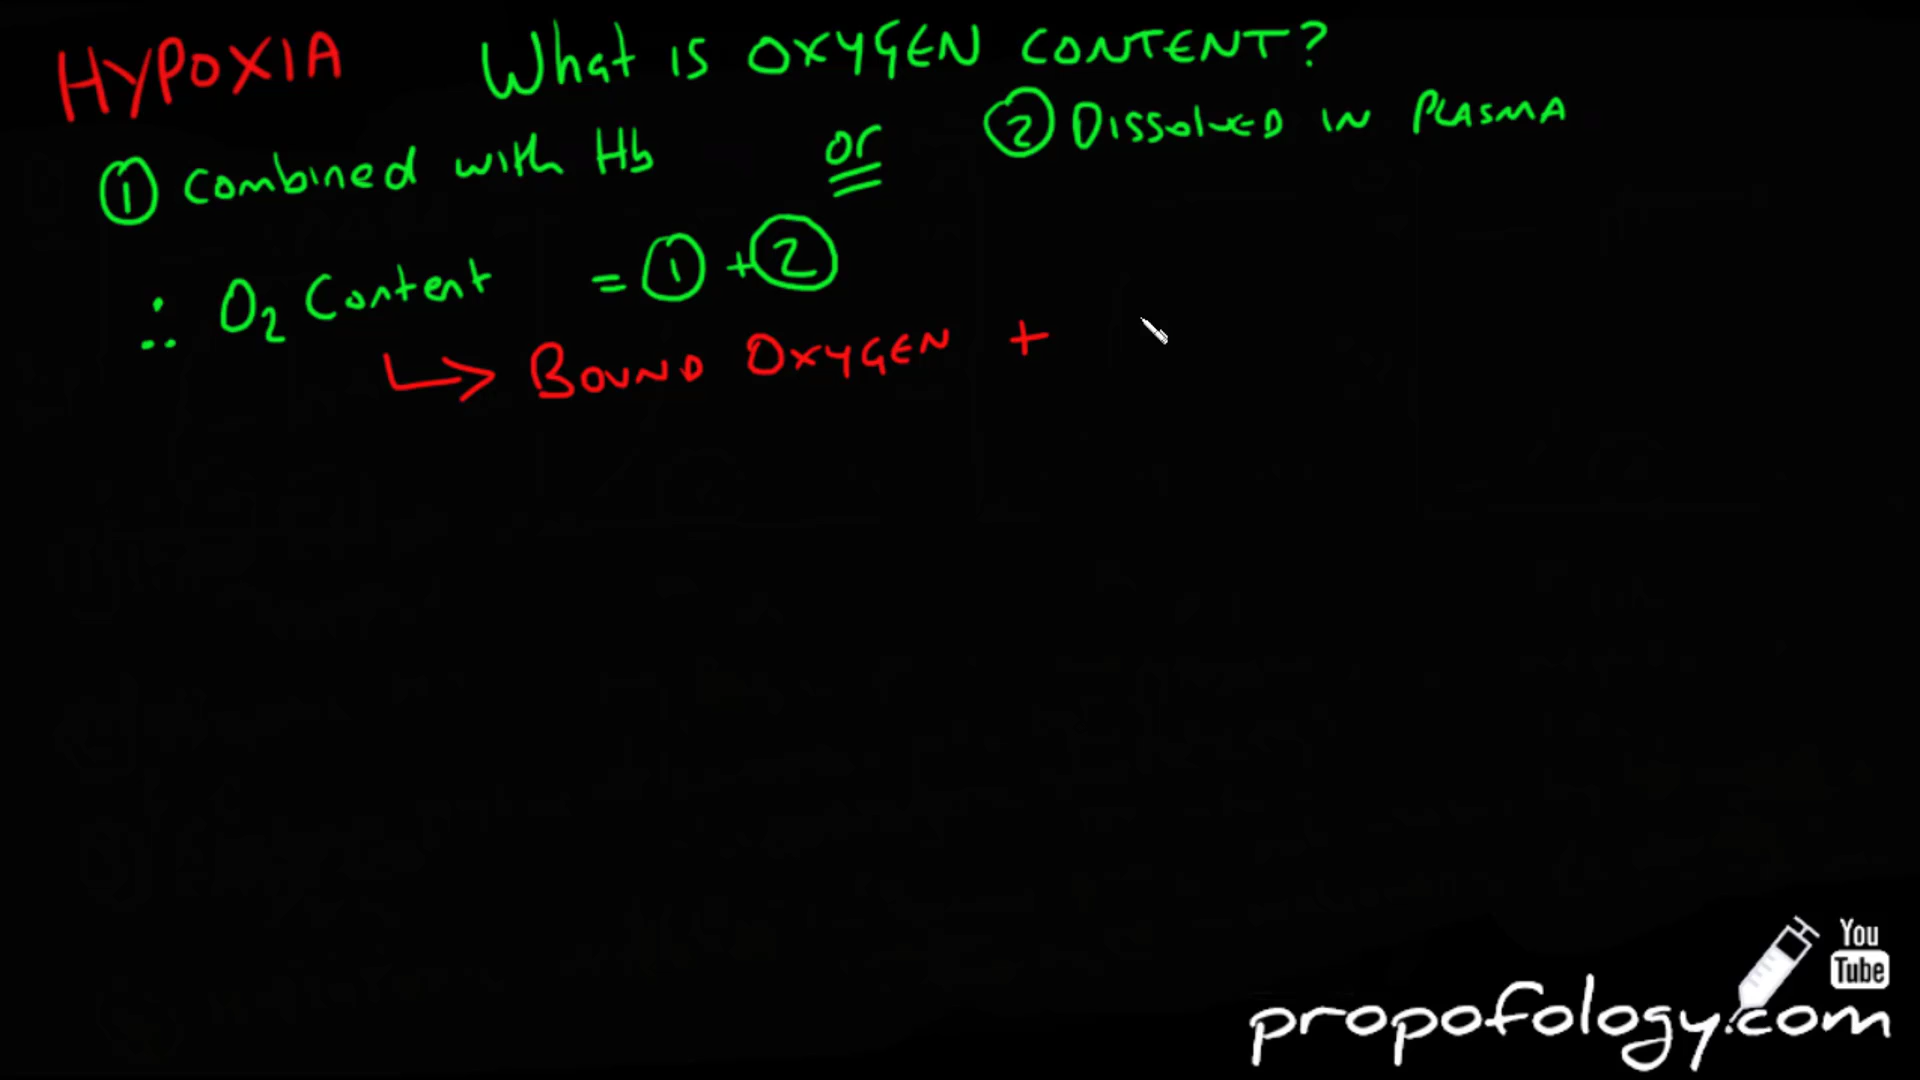 HYPOXIA What is OXYGEN CONTENT?
① Combined with Hb or ② Dissolved in Plasma
∴ O₂ Content = ① + ②
↳ Bound Oxygen +
You
Tube
propofology.com